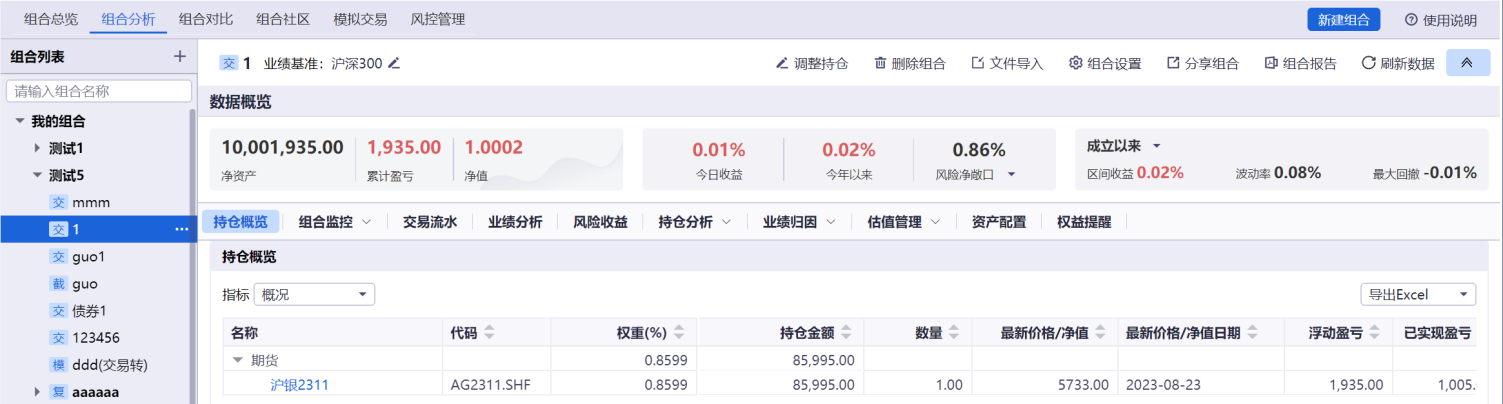 组合总览 组合分析 组合对比 组合社区 模拟交易 风控管理 新建组合 使用说明
组合列表
请输入组合名称
我的组合
测试1
测试5
交 mmm
交 1
交 guo1
截 guo
交 债券1
交 123456
模 ddd(交易转)
复 aaaaaa
交 1 业绩基准: 沪深300 调整持仓 删除组合 文件导入 组合设置 分享组合 组合报告 刷新数据
数据概览
10,001,935.00 1,935.00 1.0002
净资产 累计盈亏 净值
0.01% 0.02% 0.86%
今日收益 今年以来 风险净敞口
成立以来
区间收益 0.02% 波动率 0.08% 最大回撤 -0.01%
持仓概览 组合监控 交易流水 业绩分析 风险收益 持仓分析 业绩归因 估值管理 资产配置 权益提醒
持仓概览
指标 概况 导出Excel
名称 代码 权重(%) 持仓金额 数量 最新价格/净值 最新价格/净值日期 浮动盈亏 已实现盈亏
期货 0.8599 85,995.00
沪银2311 AG2311.SHF 0.8599 85,995.00 1.00 5733.00 2023-08-23 1,935.00 1,005.